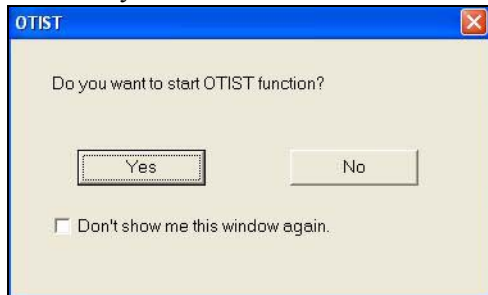 OTIST
Do you want to start OTIST function?
Yes No
Don't show me this window again.